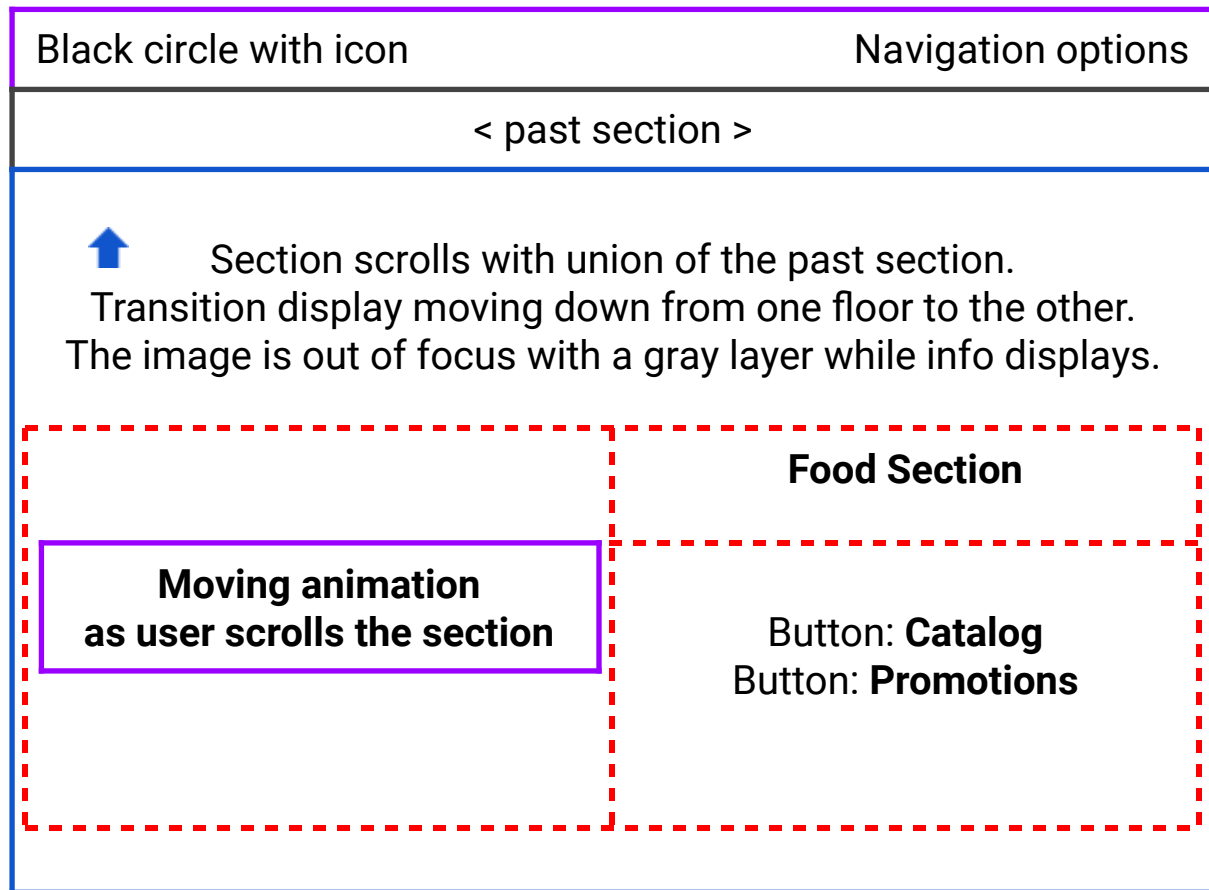 Black circle with icon
Navigation options
< past section >
Section scrolls with union of the past section.
Transition display moving down from one floor to the other.
The image is out of focus with a gray layer while info displays.
Food Section
Moving animation
as user scrolls the section
Button: Catalog
Button: Promotions